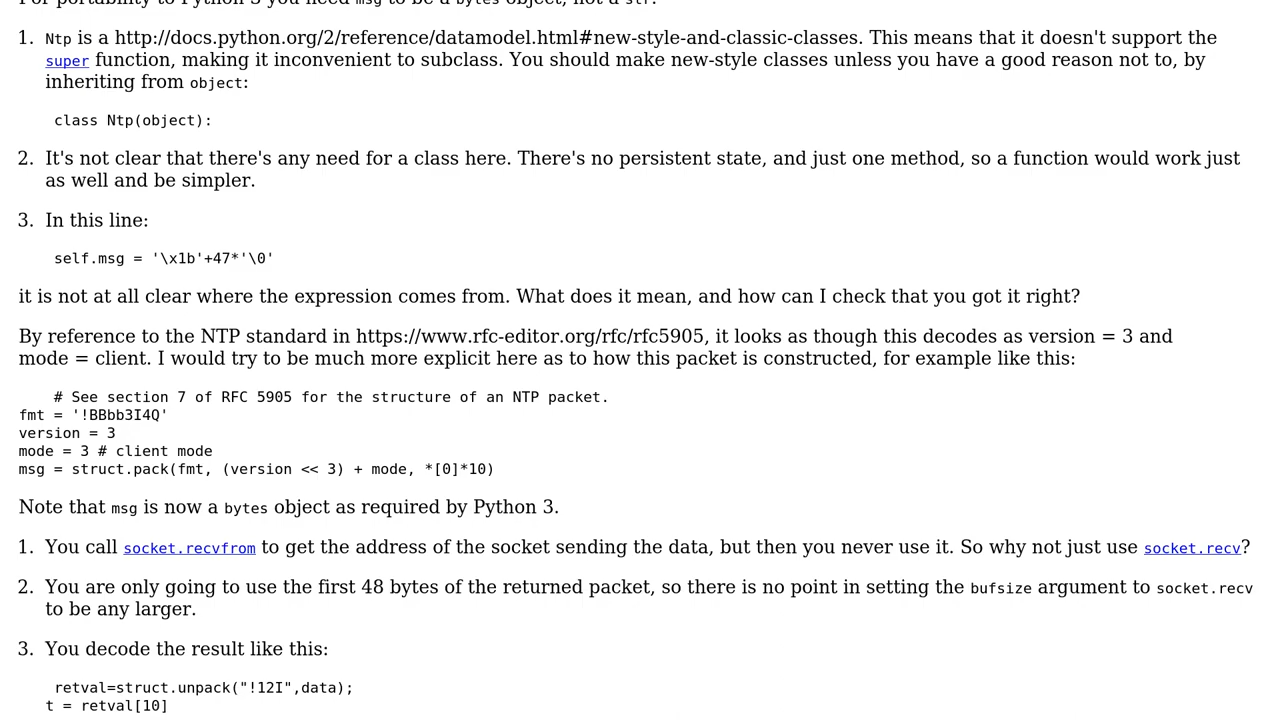 For portability to Python 3 you need msg to be a bytes object, not a str.
1. Ntp is a http://docs.python.org/2/reference/datamodel.html#new-style-and-classic-classes. This means that it doesn't support the
super function, making it inconvenient to subclass. You should make new-style classes unless you have a good reason not to, by
inheriting from object:
class Ntp(object):
2. It's not clear that there's any need for a class here. There's no persistent state, and just one method, so a function would work just
as well and be simpler.
3. In this line:
self.msg = '\x1b'+47*'\0'
it is not at all clear where the expression comes from. What does it mean, and how can I check that you got it right?
By reference to the NTP standard in https://www.rfc-editor.org/rfc/rfc5905, it looks as though this decodes as version = 3 and
mode = client. I would try to be much more explicit here as to how this packet is constructed, for example like this:
# See section 7 of RFC 5905 for the structure of an NTP packet.
fmt = '!BBbb3I4Q'
version = 3
mode = 3 # client mode
msg = struct.pack(fmt, (version << 3) + mode, *[0]*10)
Note that msg is now a bytes object as required by Python 3.
1. You call socket.recvfrom to get the address of the socket sending the data, but then you never use it. So why not just use socket.recv?
2. You are only going to use the first 48 bytes of the returned packet, so there is no point in setting the bufsize argument to socket.recv
to be any larger.
3. You decode the result like this:
retval=struct.unpack("!12I",data);
t = retval[10]